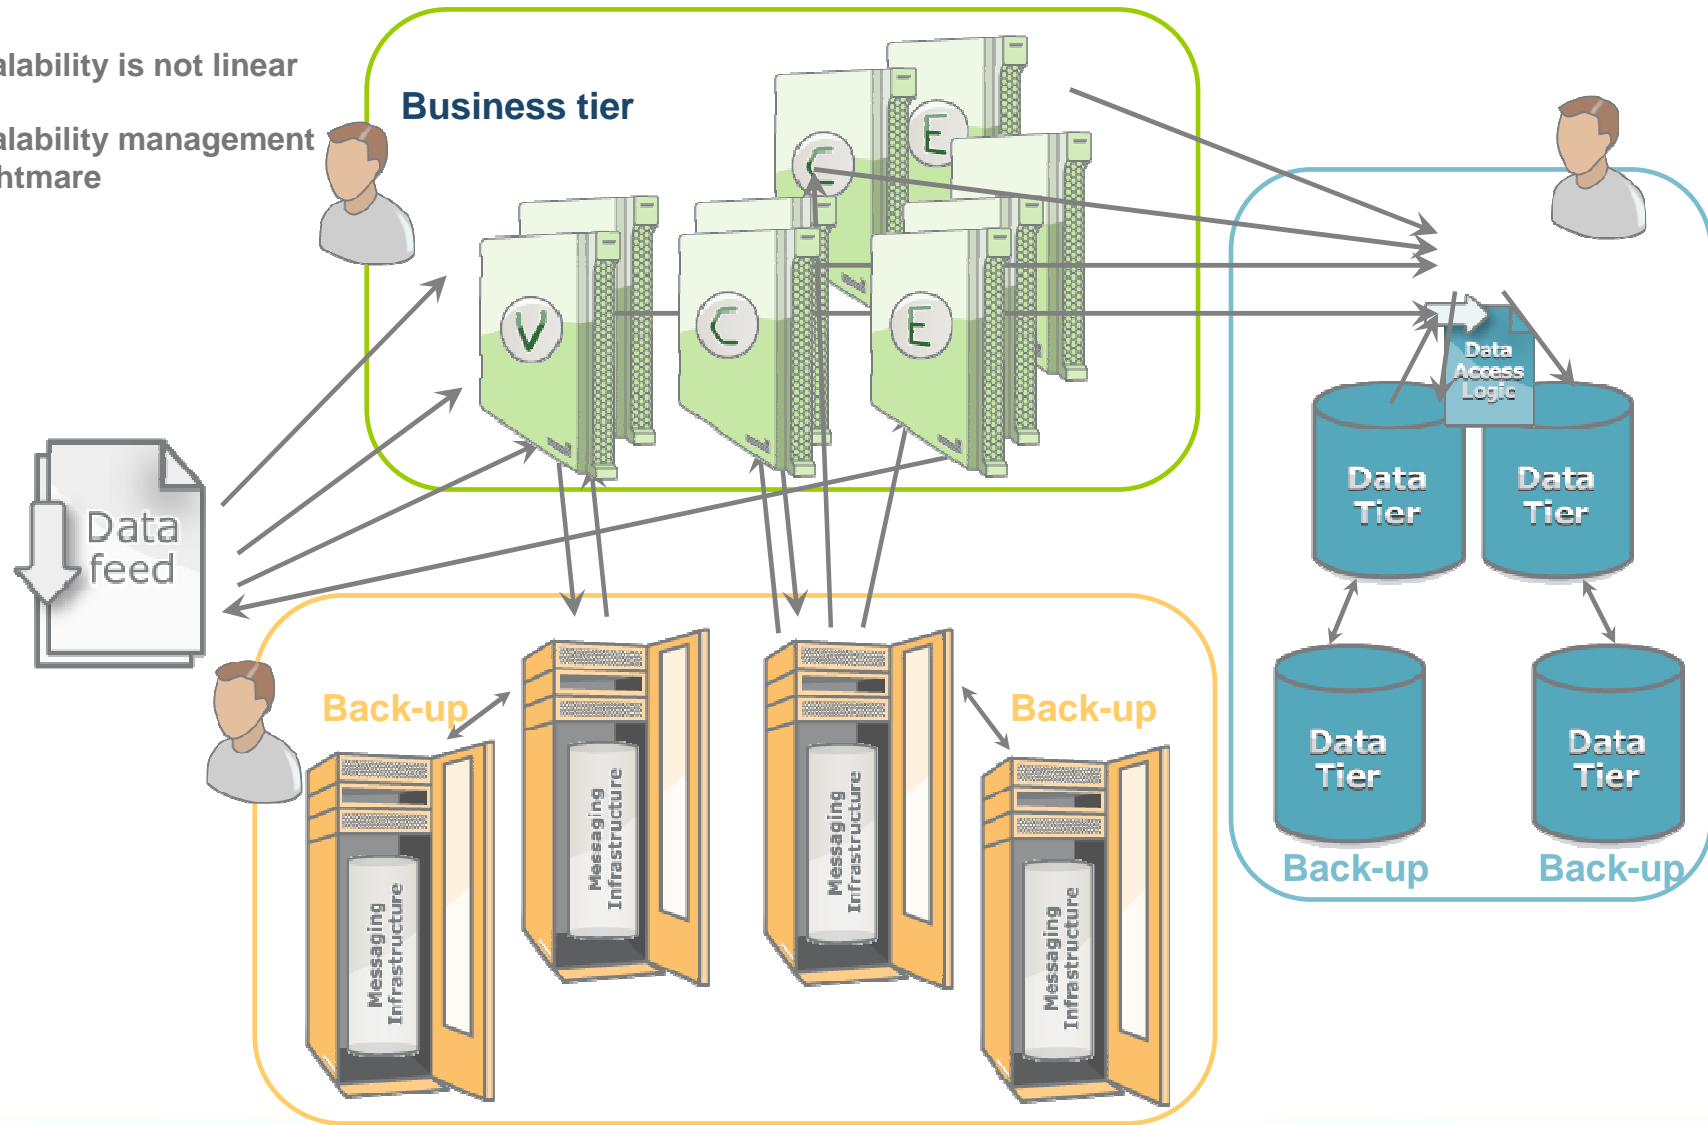 alability is not linear
alability management
htmare
Business tier
E
C
V
C
E
Data
Access
Logic
Data
Tier
Data
Tier
Data
feed
Back-up
Back-up
Messaging
Infrastructure
Messaging
Infrastructure
Messaging
Infrastructure
Messaging
Infrastructure
Data
Tier
Data
Tier
Back-up
Back-up